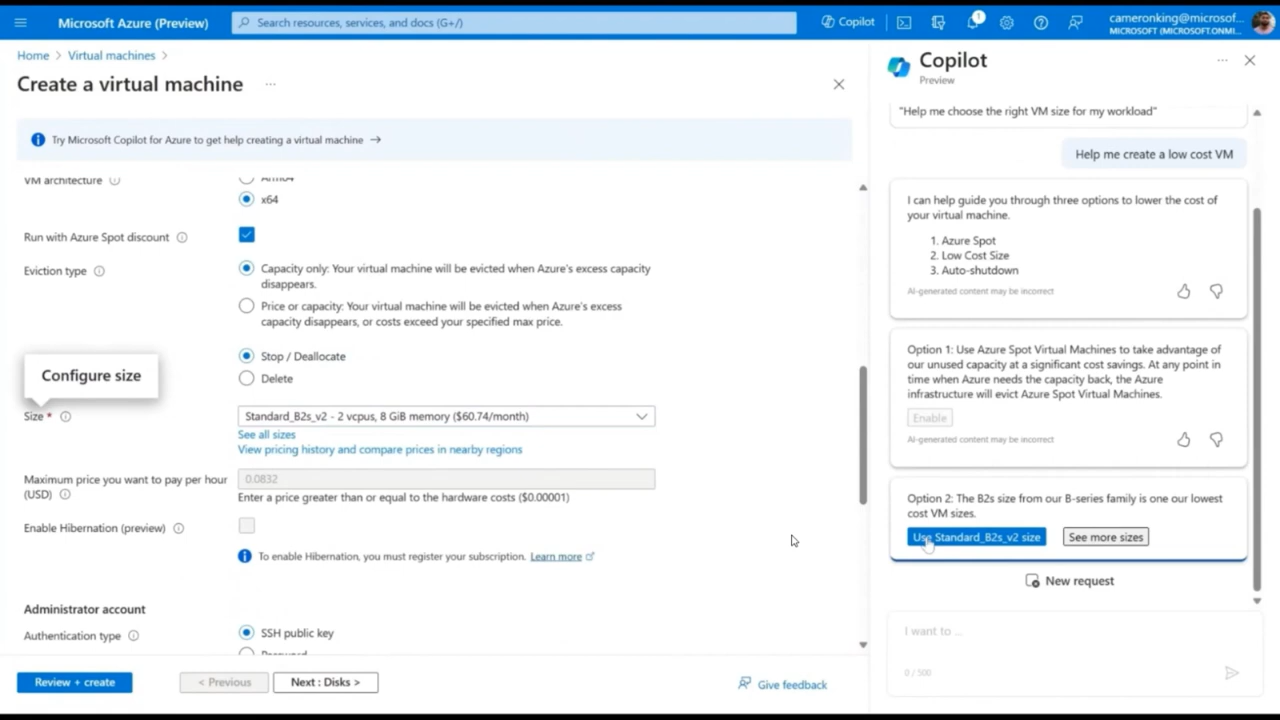 Microsoft Azure (Preview)
Search resources, services, and docs (G+/)
Copilot
1
cameronking@microsof...
MICROSOFT (MICROSOFT.ONMI...
Home > Virtual machines >
Create a virtual machine ...
Try Microsoft Copilot for Azure to get help creating a virtual machine →
VM architecture
Arm64
x64
Run with Azure Spot discount
Eviction type
Capacity only: Your virtual machine will be evicted when Azure's excess capacity
disappears.
Price or capacity: Your virtual machine will be evicted when Azure's excess
capacity disappears, or costs exceed your specified max price.
Stop / Deallocate
Delete
Configure size
Size *
Standard_B2s_v2 - 2 vcpus, 8 GiB memory ($60.74/month)
See all sizes
View pricing history and compare prices in nearby regions
Maximum price you want to pay per hour
(USD)
0.0832
Enter a price greater than or equal to the hardware costs ($0.00001)
Enable Hibernation (preview)
To enable Hibernation, you must register your subscription. Learn more
Administrator account
Authentication type
SSH public key
Password
Review + create
< Previous
Next : Disks >
Give feedback
Copilot
Preview
"Help me choose the right VM size for my workload"
Help me create a low cost VM
I can help guide you through three options to lower the cost of
your virtual machine.
1. Azure Spot
2. Low Cost Size
3. Auto-shutdown
AI-generated content may be incorrect
Option 1: Use Azure Spot Virtual Machines to take advantage of
our unused capacity at a significant cost savings. At any point in
time when Azure needs the capacity back, the Azure
infrastructure will evict Azure Spot Virtual Machines.
Enable
AI-generated content may be incorrect
Option 2: The B2s size from our B-series family is one our lowest
cost VM sizes.
Use Standard_B2s_v2 size
See more sizes
New request
I want to ...
0 / 500